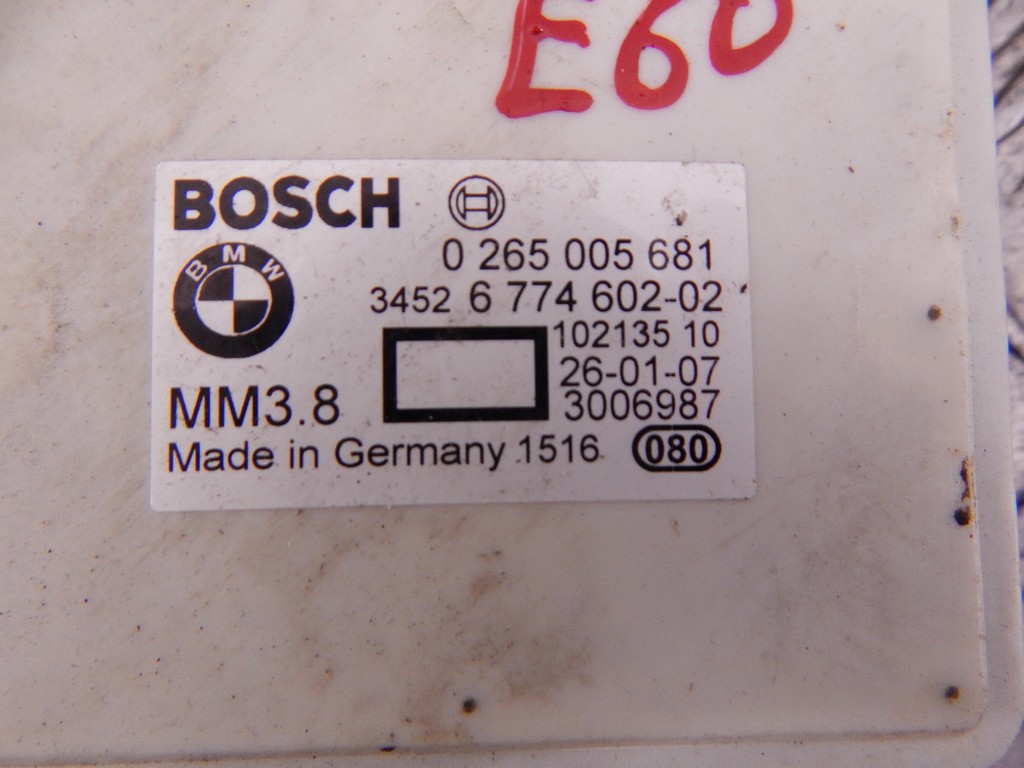 E60
BOSCH
0 265 005 681
BMW
3452 6 774 602-02
102135 10
26-01-07
MM3.8
3006987
Made in Germany 1516
080